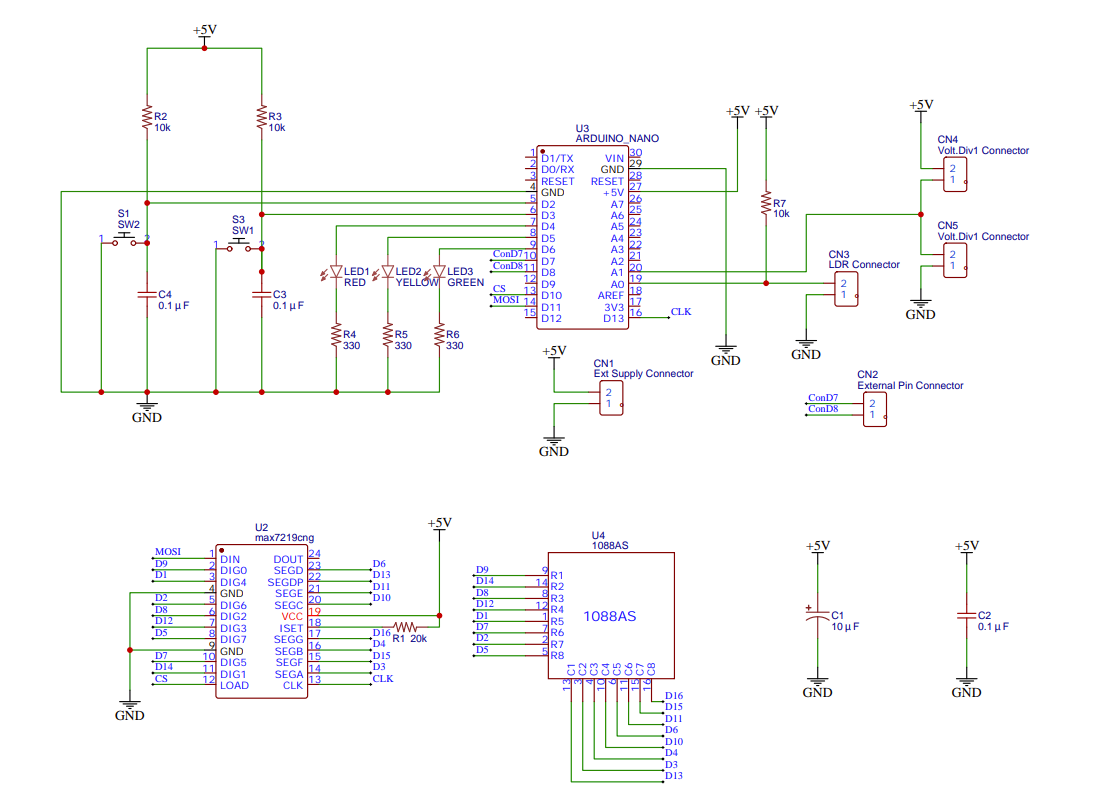 +5V
R2
10k
R3
10k
S1
SW2
1
2
S3
SW1
1
2
C4
0.1 µF
C3
0.1 µF
GND
LED1
RED
LED2
YELLOW
LED3
GREEN
R4
330
R5
330
R6
330
U3
ARDUINO_NANO
1 D1/TX VIN 30
2 D0/RX GND 29
3 RESET RESET 28
4 GND +5V 27
5 D2 A7 26
6 D3 A6 25
7 D4 A5 24
8 D5 A4 23
9 D6 A3 22
ConD7 10 D7 A2 21
ConD8 11 D8 A1 20
12 D9 A0 19
CS 13 D10 AREF 18
MOSI 14 D11 3V3 17
15 D12 D13 16 CLK
+5V +5V
R7
10k
GND
+5V
CN4
Volt.Div1 Connector
2
1
CN5
Volt.Div1 Connector
2
1
GND
CN3
LDR Connector
2
1
GND
+5V
CN1
Ext Supply Connector
2
1
GND
CN2
External Pin Connector
ConD7 2
ConD8 1
U2
max7219cng
MOSI 1 DIN DOUT 24
D9 2 DIG0 SEGD 23 D6
D1 3 DIG4 SEGDP 22 D13
4 GND SEGE 21 D11
D2 5 DIG6 SEGC 20 D10
D8 6 DIG2 VCC 19
D12 7 DIG3 ISET 18
D5 8 DIG7 SEGG 17 D16
9 GND SEGB 16 D4
D7 10 DIG5 SEGF 15 D15
D14 11 DIG1 SEGA 14 D3
CS 12 LOAD CLK 13 CLK
GND
+5V
R1 20k
U4
1088AS
1088AS
D9 9 R1
D14 14 R2
D8 8 R3
D12 12 R4
D1 1 R5
D7 7 R6
D2 2 R7
D5 5 R8
C1 C2 C3 C4 C5 C6 C7 C8
13 3 4 10 6 11 15 16
D16
D15
D11
D6
D10
D4
D3
D13
+5V
+
C1
10 µF
GND
+5V
C2
0.1 µF
GND